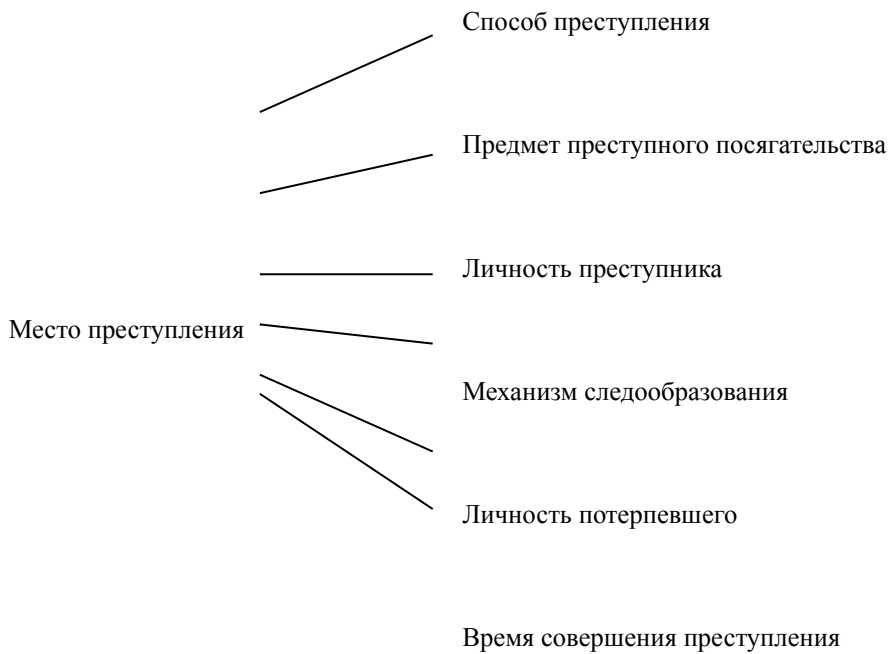 Способ преступления
Предмет преступного посягательства
Личность преступника
Место преступления
Механизм следообразования
Личность потерпевшего
Время совершения преступления